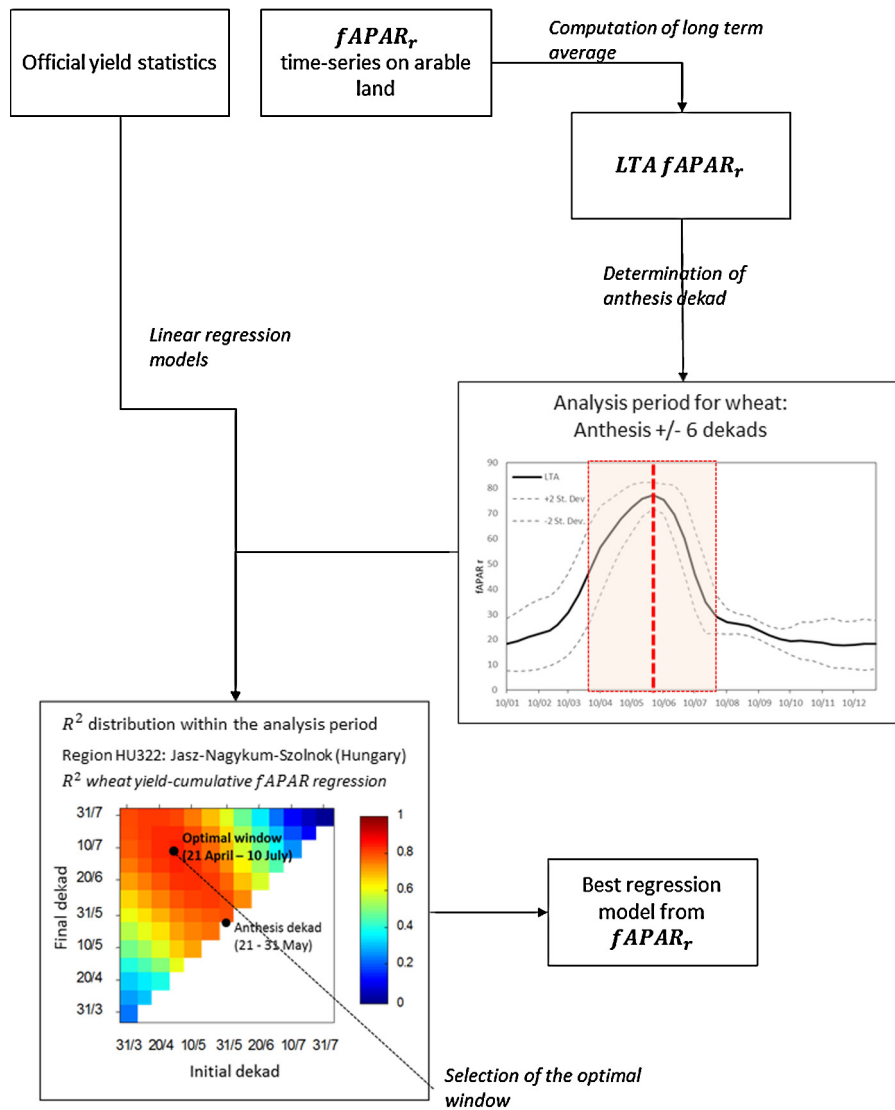 Official yield statistics
fAPARᵣ
time-series on arable
land
Computation of long term
average
LTA fAPARᵣ
Determination of
anthesis dekad
Linear regression
models
Analysis period for wheat:
Anthesis +/- 6 dekads
90
80
70
60
50
40
30
20
10
0
fAPAR r
LTA
+2 St. Dev
-2 St. Dev.
10/01 10/02 10/03 10/04 10/05 10/06 10/07 10/08 10/09 10/10 10/11 10/12
R² distribution within the analysis period
Region HU322: Jasz-Nagykum-Szolnok (Hungary)
R² wheat yield-cumulative fAPAR regression
Final dekad
31/7
10/7
20/6
31/5
10/5
20/4
31/3
Optimal window
(21 April – 10 July)
Anthesis dekad
(21 - 31 May)
1
0.8
0.6
0.4
0.2
0
31/3 20/4 10/5 31/5 20/6 10/7 31/7
Initial dekad
Best regression
model from
fAPARᵣ
Selection of the optimal
window